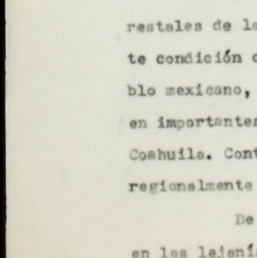 restales de la
te condición
blo mexicano,
en importantes
Coahuila. Cont
regionalmente
De
en las lejaní